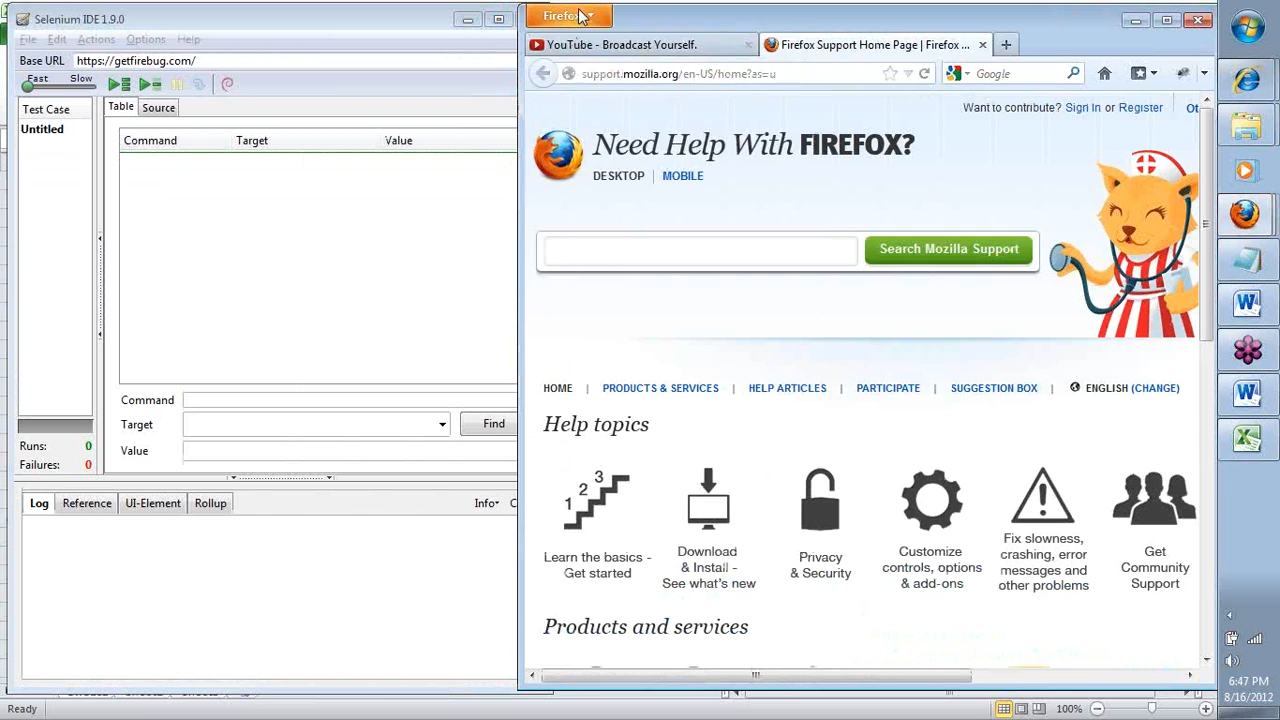 Selenium IDE 1.9.0
File Edit Actions Options Help
Base URL https://getfirebug.com/
Fast Slow
Test Case
Untitled
Table Source
Command Target Value
Command
Target Find
Value
Runs: 0
Failures: 0
Log Reference UI-Element Rollup Info
Ready
Firefox
YouTube - Broadcast Yourself.
Firefox Support Home Page | Firefox ...
support.mozilla.org/en-US/home?as=u
Google
Want to contribute? Sign In or Register Ot
Need Help With FIREFOX?
DESKTOP | MOBILE
Search Mozilla Support
HOME | PRODUCTS & SERVICES | HELP ARTICLES | PARTICIPATE | SUGGESTION BOX | ENGLISH (CHANGE)
Help topics
1 2 3
Learn the basics -
Get started
Download
& Install -
See what's new
Privacy
& Security
Customize
controls, options
& add-ons
Fix slowness,
crashing, error
messages and
other problems
Get
Community
Support
Products and services
100%
6:47 PM
8/16/2012